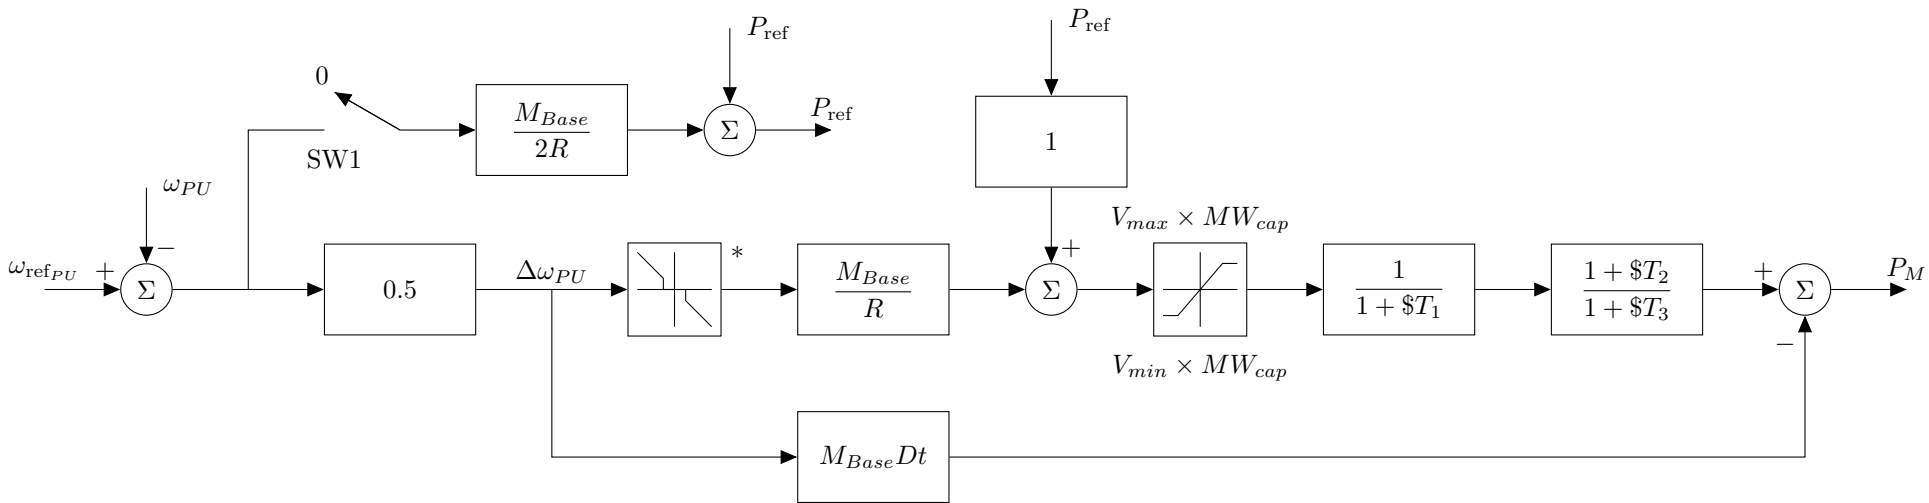 P_ref
P_ref
0
M_Base
2R
Σ
P_ref
1
SW1
ω_PU
−
ω_ref_PU
+
Σ
0.5
Δω_PU
*
M_Base
R
+
Σ
V_max × MW_cap
V_min × MW_cap
1
1 + $T_1
1 + $T_2
1 + $T_3
+
Σ
−
P_M
M_Base Dt